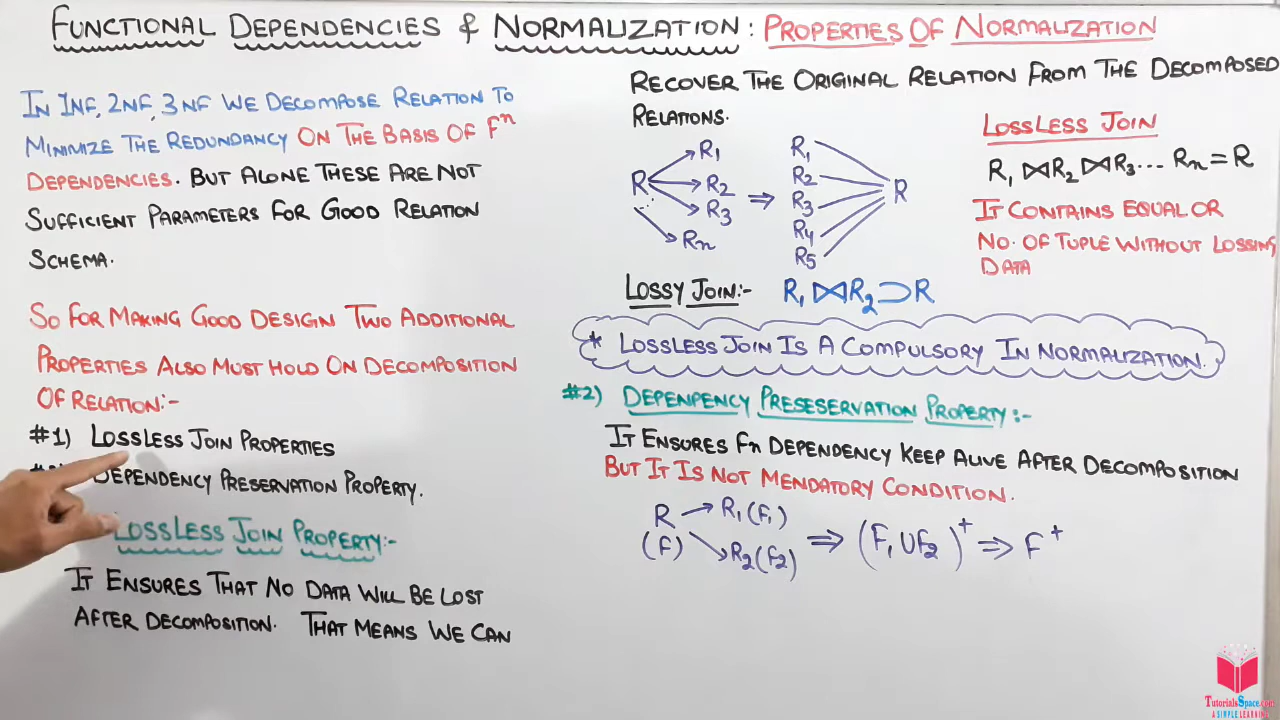 FUNCTIONAL DEPENDENCIES & NORMALIZATION: PROPERTIES OF NORMALIZATION
IN 1NF, 2NF, 3NF WE DECOMPOSE RELATION TO
MINIMIZE THE REDUNDANCY ON THE BASIS OF Fⁿ
DEPENDENCIES. BUT ALONE THESE ARE NOT
SUFFICIENT PARAMETERS FOR GOOD RELATION
SCHEMA.
SO FOR MAKING GOOD DESIGN TWO ADDITIONAL
PROPERTIES ALSO MUST HOLD ON DECOMPOSITION
OF RELATION:-
#1) LOSSLESS JOIN PROPERTIES
DEPENDENCY PRESERVATION PROPERTY.
LOSSLESS JOIN PROPERTY:-
IT ENSURES THAT NO DATA WILL BE LOST
AFTER DECOMPOSITION. THAT MEANS WE CAN
RECOVER THE ORIGINAL RELATION FROM THE DECOMPOSED
RELATIONS.
R → R₁
→ R₂
→ R₃
→ Rₙ
⇒
R₁
R₂
R₃
R₄
R₅
R
LOSSLESS JOIN
R₁ ⋈ R₂ ⋈ R₃ ... Rₙ = R
IT CONTAINS EQUAL OR
NO. OF TUPLE WITHOUT LOSSING
DATA
LOSSY JOIN:- R₁ ⋈ R₂ ⊃ R
* LOSSLESS JOIN IS A COMPULSORY IN NORMALIZATION.
#2) DEPENPENCY PRESESERVATION PROPERTY:-
IT ENSURES Fn DEPENDENCY KEEP ALIVE AFTER DECOMPOSITION
BUT IT IS NOT MENDATORY CONDITION.
R → R₁(F₁)
(F) → R₂(F₂) ⇒ (F₁ ∪ F₂)⁺ ⇒ F⁺
TutorialsSpace.com
A SIMPLE LEARNING